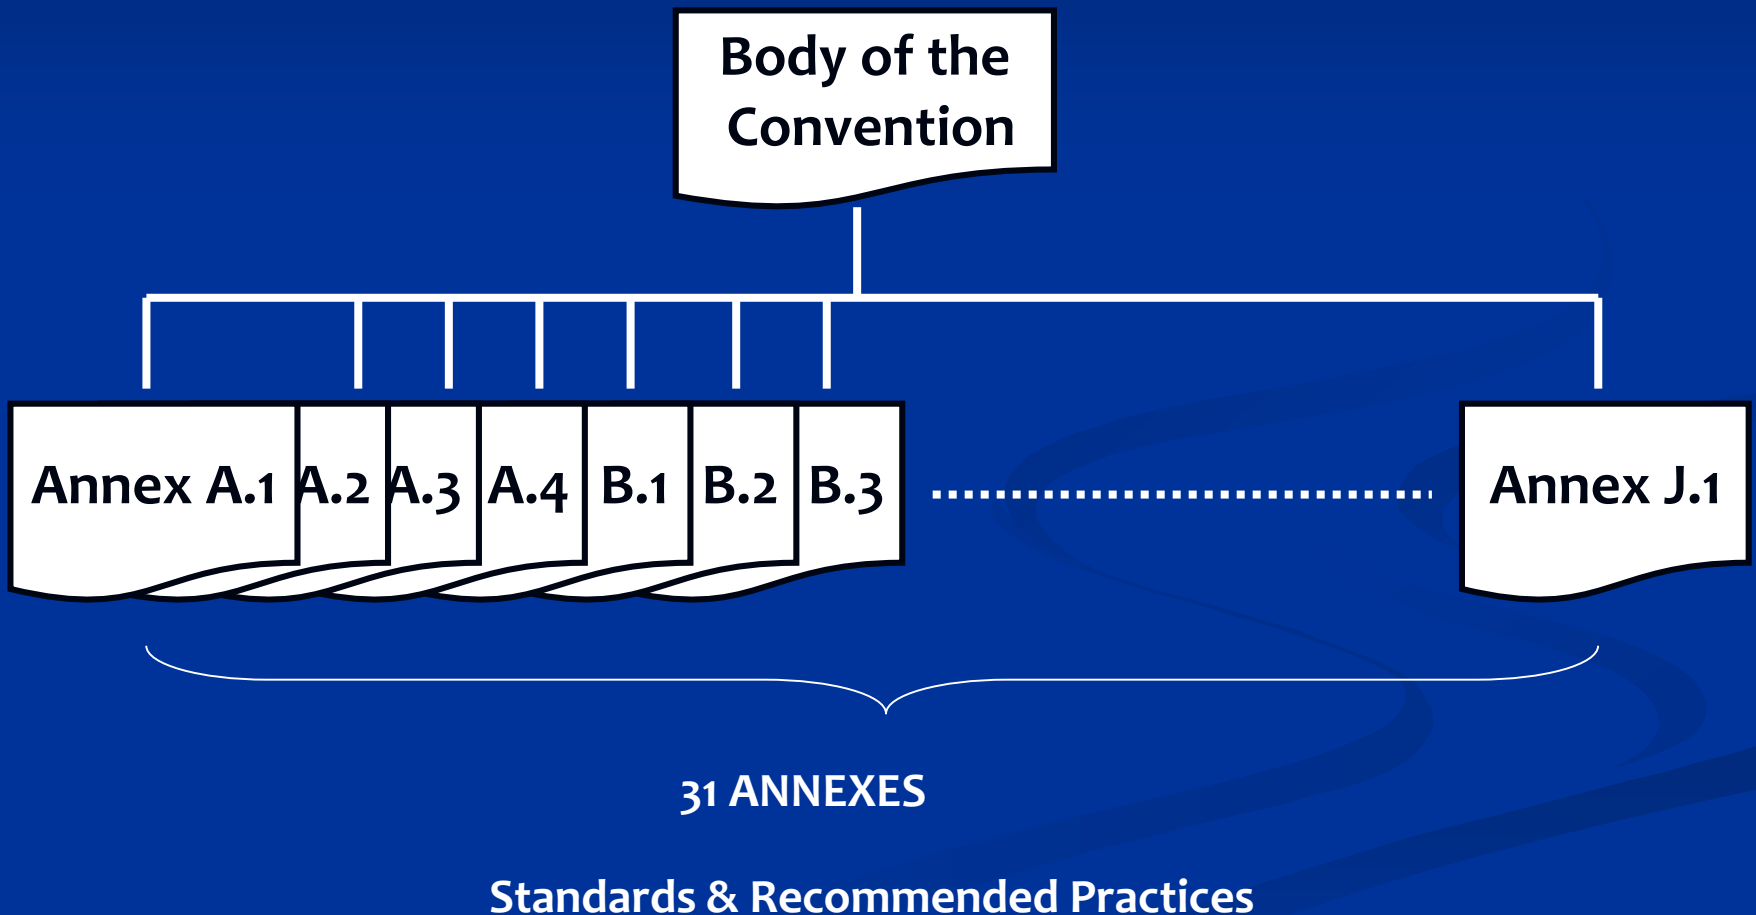 Body of the
Convention
Annex A.1 A.2 A.3 A.4 B.1 B.2 B.3 Annex J.1
31 ANNEXES
Standards & Recommended Practices